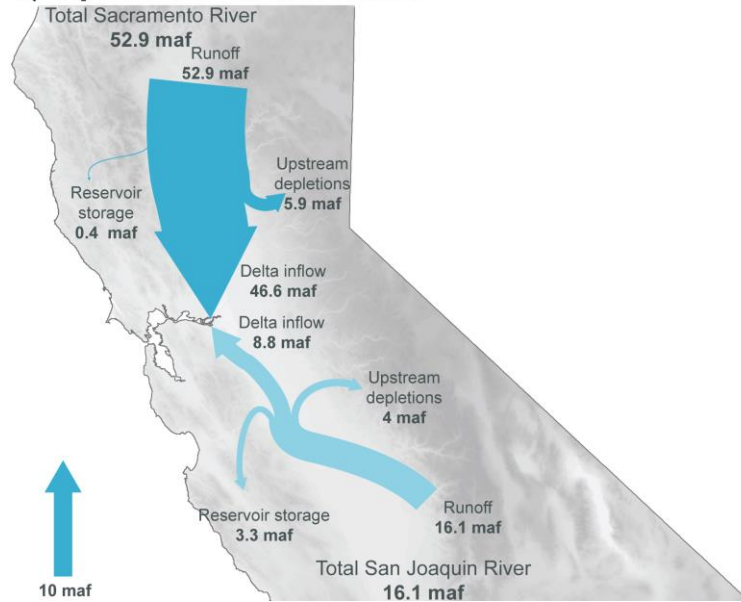 Total Sacramento River
52.9 maf
Runoff
52.9 maf
Upstream
depletions
5.9 maf
Reservoir
storage
0.4 maf
Delta inflow
46.6 maf
Delta inflow
8.8 maf
Upstream
depletions
4 maf
Reservoir storage
3.3 maf
Runoff
16.1 maf
10 maf
Total San Joaquin River
16.1 maf